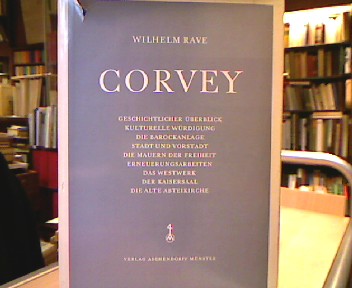 WILHELM RAVE
CORVEY
GESCHICHTLICHER ÜBERBLICK
KULTURELLE WÜRDIGUNG
DIE BAROCKANLAGE
STADT UND VORSTADT
DIE MAUERN DER FREIHEIT
ERNEUERUNGSARBEITEN
DAS WESTWERK
DER KAISERSAAL
DIE ALTE ABTEIKIRCHE
VERLAG ASCHENDORFF MÜNSTER